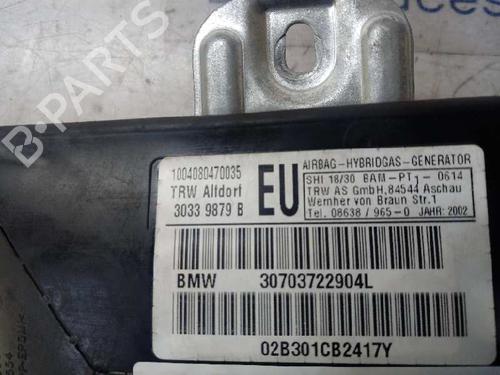 1004080470035
TRW Alfdorf
3033 9879 B
EU
AIRBAG-HYBRIDGAS-GENERATOR
SHI 18/30 BAM-PT1-0614
TRW AS GmbH, 84544 Aschau
Wernher von Braun Str.1
Tel. 08638/965-0 JAHR: 2002
BMW 30703722904L
02B301CB2417Y